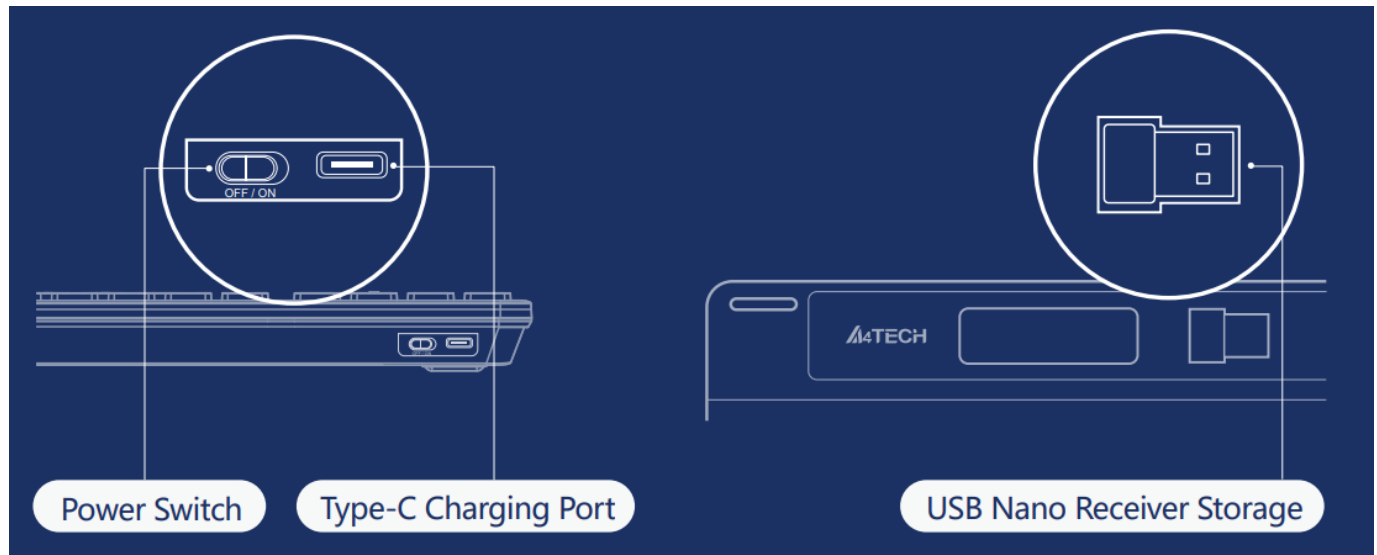 OFF / ON
A4TECH
Power Switch
Type-C Charging Port
USB Nano Receiver Storage